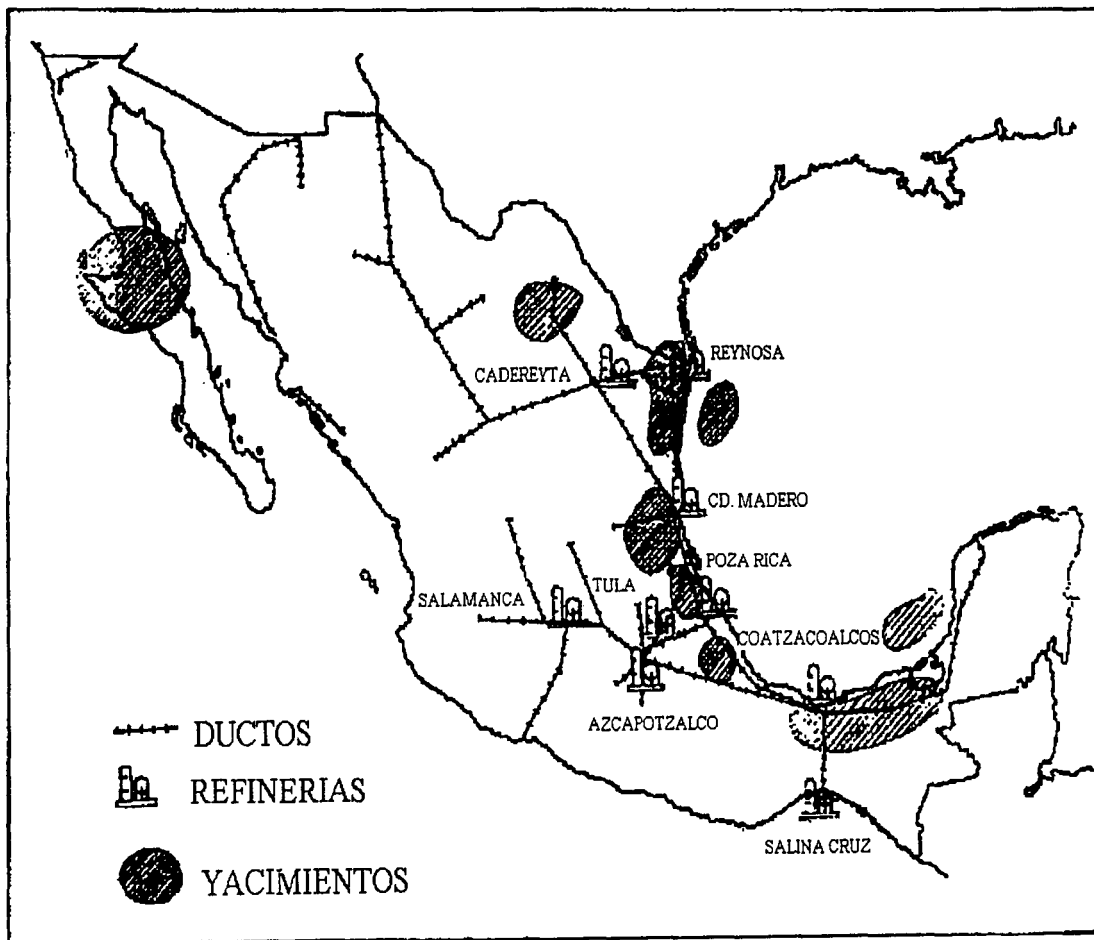 REYNOSA
CADEREYTA
CD. MADERO
POZA RICA
TULA
SALAMANCA
COATZACOALCOS
AZCAPOTZALCO
DUCTOS
REFINERIAS
SALINA CRUZ
YACIMIENTOS